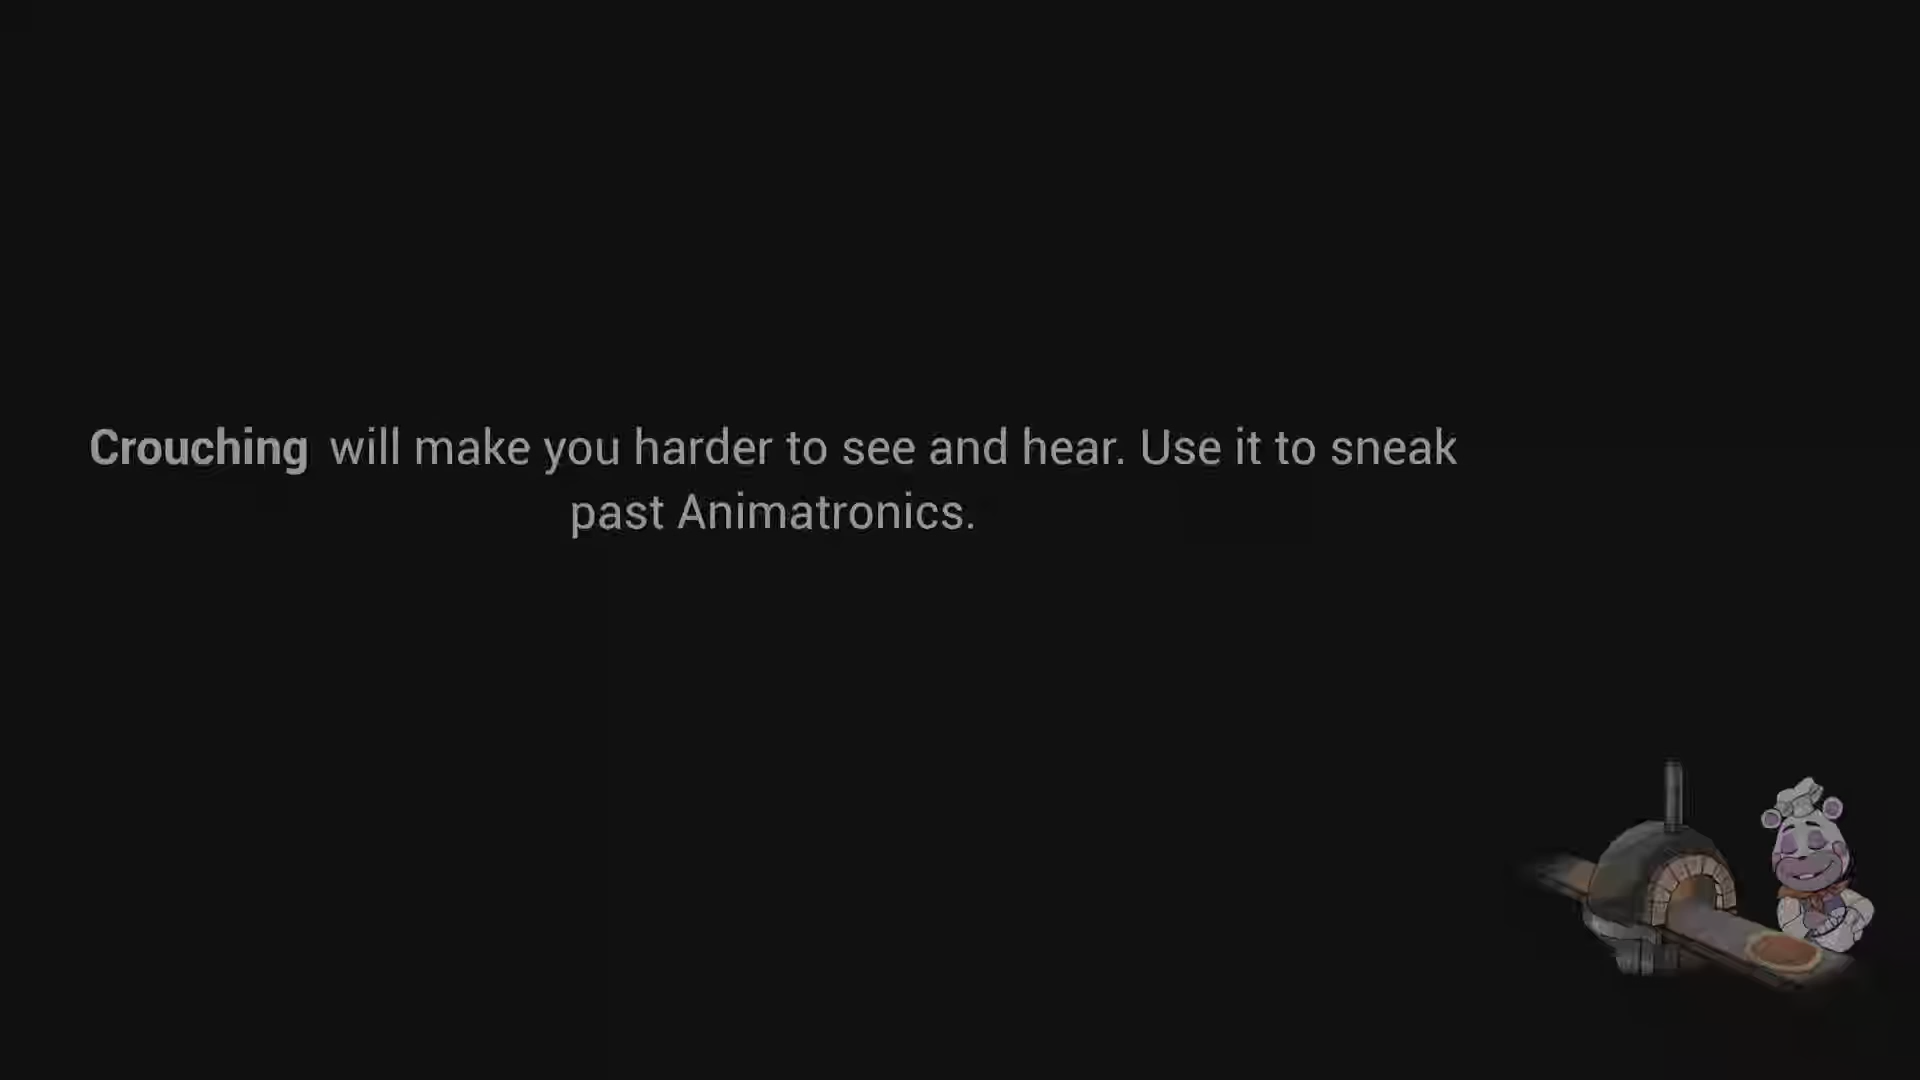 Crouching will make you harder to see and hear. Use it to sneak
past Animatronics.